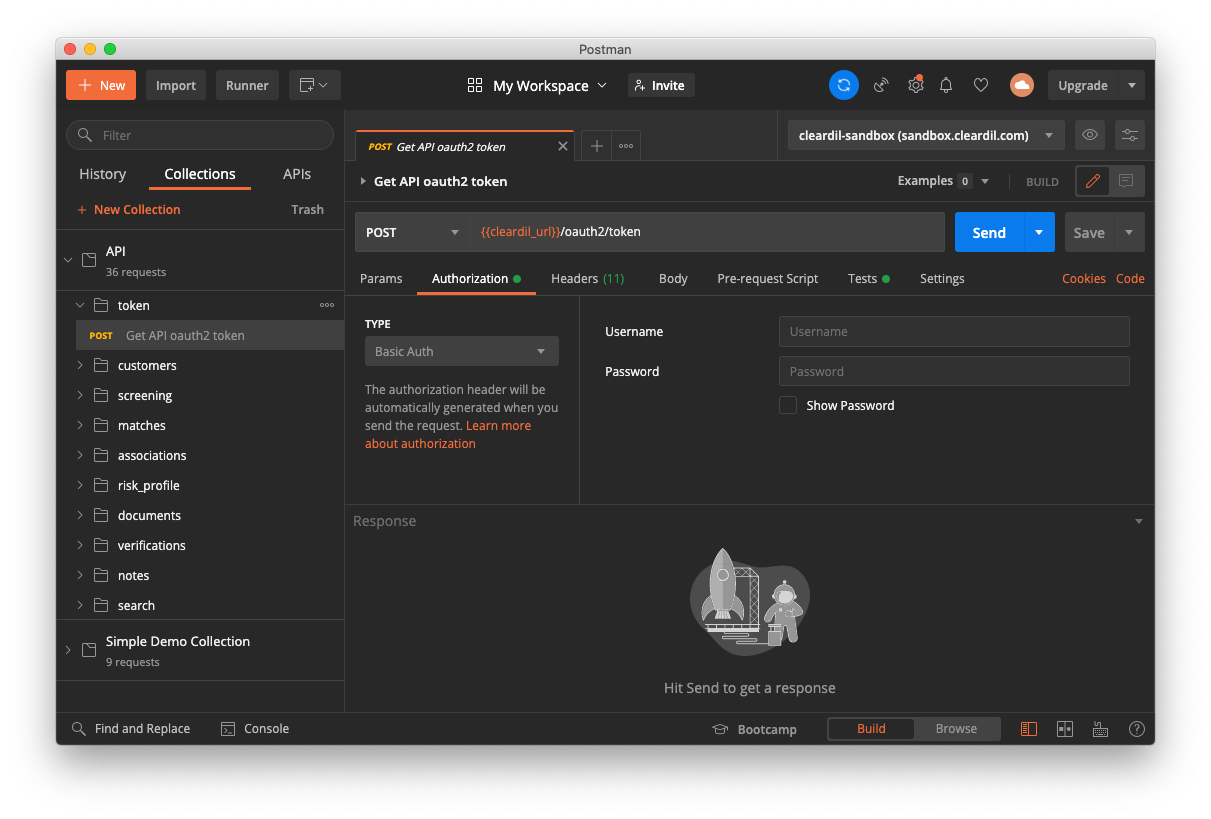 Postman
+ New
Import
Runner
My Workspace
Invite
Upgrade
Filter
History
Collections
APIs
+ New Collection
Trash
API
36 requests
token
POST Get API oauth2 token
customers
screening
matches
associations
risk_profile
documents
verifications
notes
search
Simple Demo Collection
9 requests
POST Get API oauth2 token
cleardil-sandbox (sandbox.cleardil.com)
Get API oauth2 token
Examples 0
BUILD
POST
{{cleardil_url}}/oauth2/token
Send
Save
Params
Authorization
Headers (11)
Body
Pre-request Script
Tests
Settings
Cookies
Code
TYPE
Basic Auth
The authorization header will be
automatically generated when you
send the request. Learn more
about authorization
Username
Username
Password
Password
Show Password
Response
Hit Send to get a response
Find and Replace
Console
Bootcamp
Build
Browse